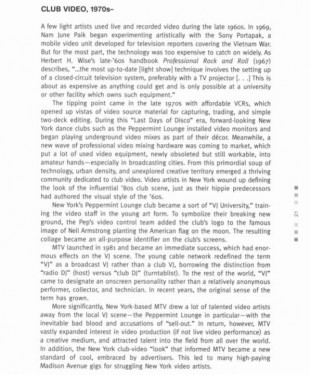 CLUB VIDEO, 1970s–
A few light artists used live and recorded video during the late 1960s. In 1969,
Nam June Paik began experimenting artistically with the Sony Portapak, a
mobile video unit developed for television reporters covering the Vietnam War.
But for the most part, the technology was too expensive to catch on widely. As
Herbert H. Wise's late-'60s handbook Professional Rock and Roll (1967)
describes, "...the most up-to-date [light show] technique involves the setting up
of a closed-circuit television system, preferably with a TV projector [. . .] This is
about as expensive as anything could get and is only possible at a university
or other facility which owns such equipment."
The tipping point came in the late 1970s with affordable VCRs, which
opened up vistas of video source material for capturing, trading, and simple
two-deck editing. During this "Last Days of Disco" era, forward-looking New
York dance clubs such as the Peppermint Lounge installed video monitors and
began playing underground video mixes as part of their décor. Meanwhile, a
new wave of professional video mixing hardware was coming to market, which
put a lot of used equipment, newly obsoleted but still workable, into
amateur hands—especially in broadcasting cities. From this primordial soup of
technology, urban density, and unexplored creative territory emerged a thriving
community dedicated to club video. Video artists in New York wound up defining
the look of the influential '80s club scene, just as their hippie predecessors
had authored the visual style of the '60s.
New York's Peppermint Lounge club became a sort of "VJ University," train-
ing the video staff in the young art form. To symbolize their breaking new
ground, the Pep's video control team added the club's logo to the famous
image of Neil Armstrong planting the American flag on the moon. The resulting
collage became an all-purpose identifier on the club's screens.
MTV launched in 1981 and became an immediate success, which had enor-
mous effects on the VJ scene. The young cable network redefined the term
"VJ" as a broadcast VJ rather than a club VJ, borrowing the distinction from
"radio DJ" (host) versus "club DJ" (turntablist). To the rest of the world, "VJ"
came to designate an onscreen personality rather than a relatively anonymous
performer, collector, and technician. In recent years, the original sense of the
term has grown.
More significantly, New York-based MTV drew a lot of talented video artists
away from the local VJ scene—the Peppermint Lounge in particular—with the
inevitable bad blood and accusations of "sell-out." In return, however, MTV
vastly expanded interest in video production (if not live video performance) as
a creative medium, and attracted talent into the field from all over the world.
In addition, the New York club-video "look" that informed MTV became a new
standard of cool, embraced by advertisers. This led to many high-paying
Madison Avenue gigs for struggling New York video artists.